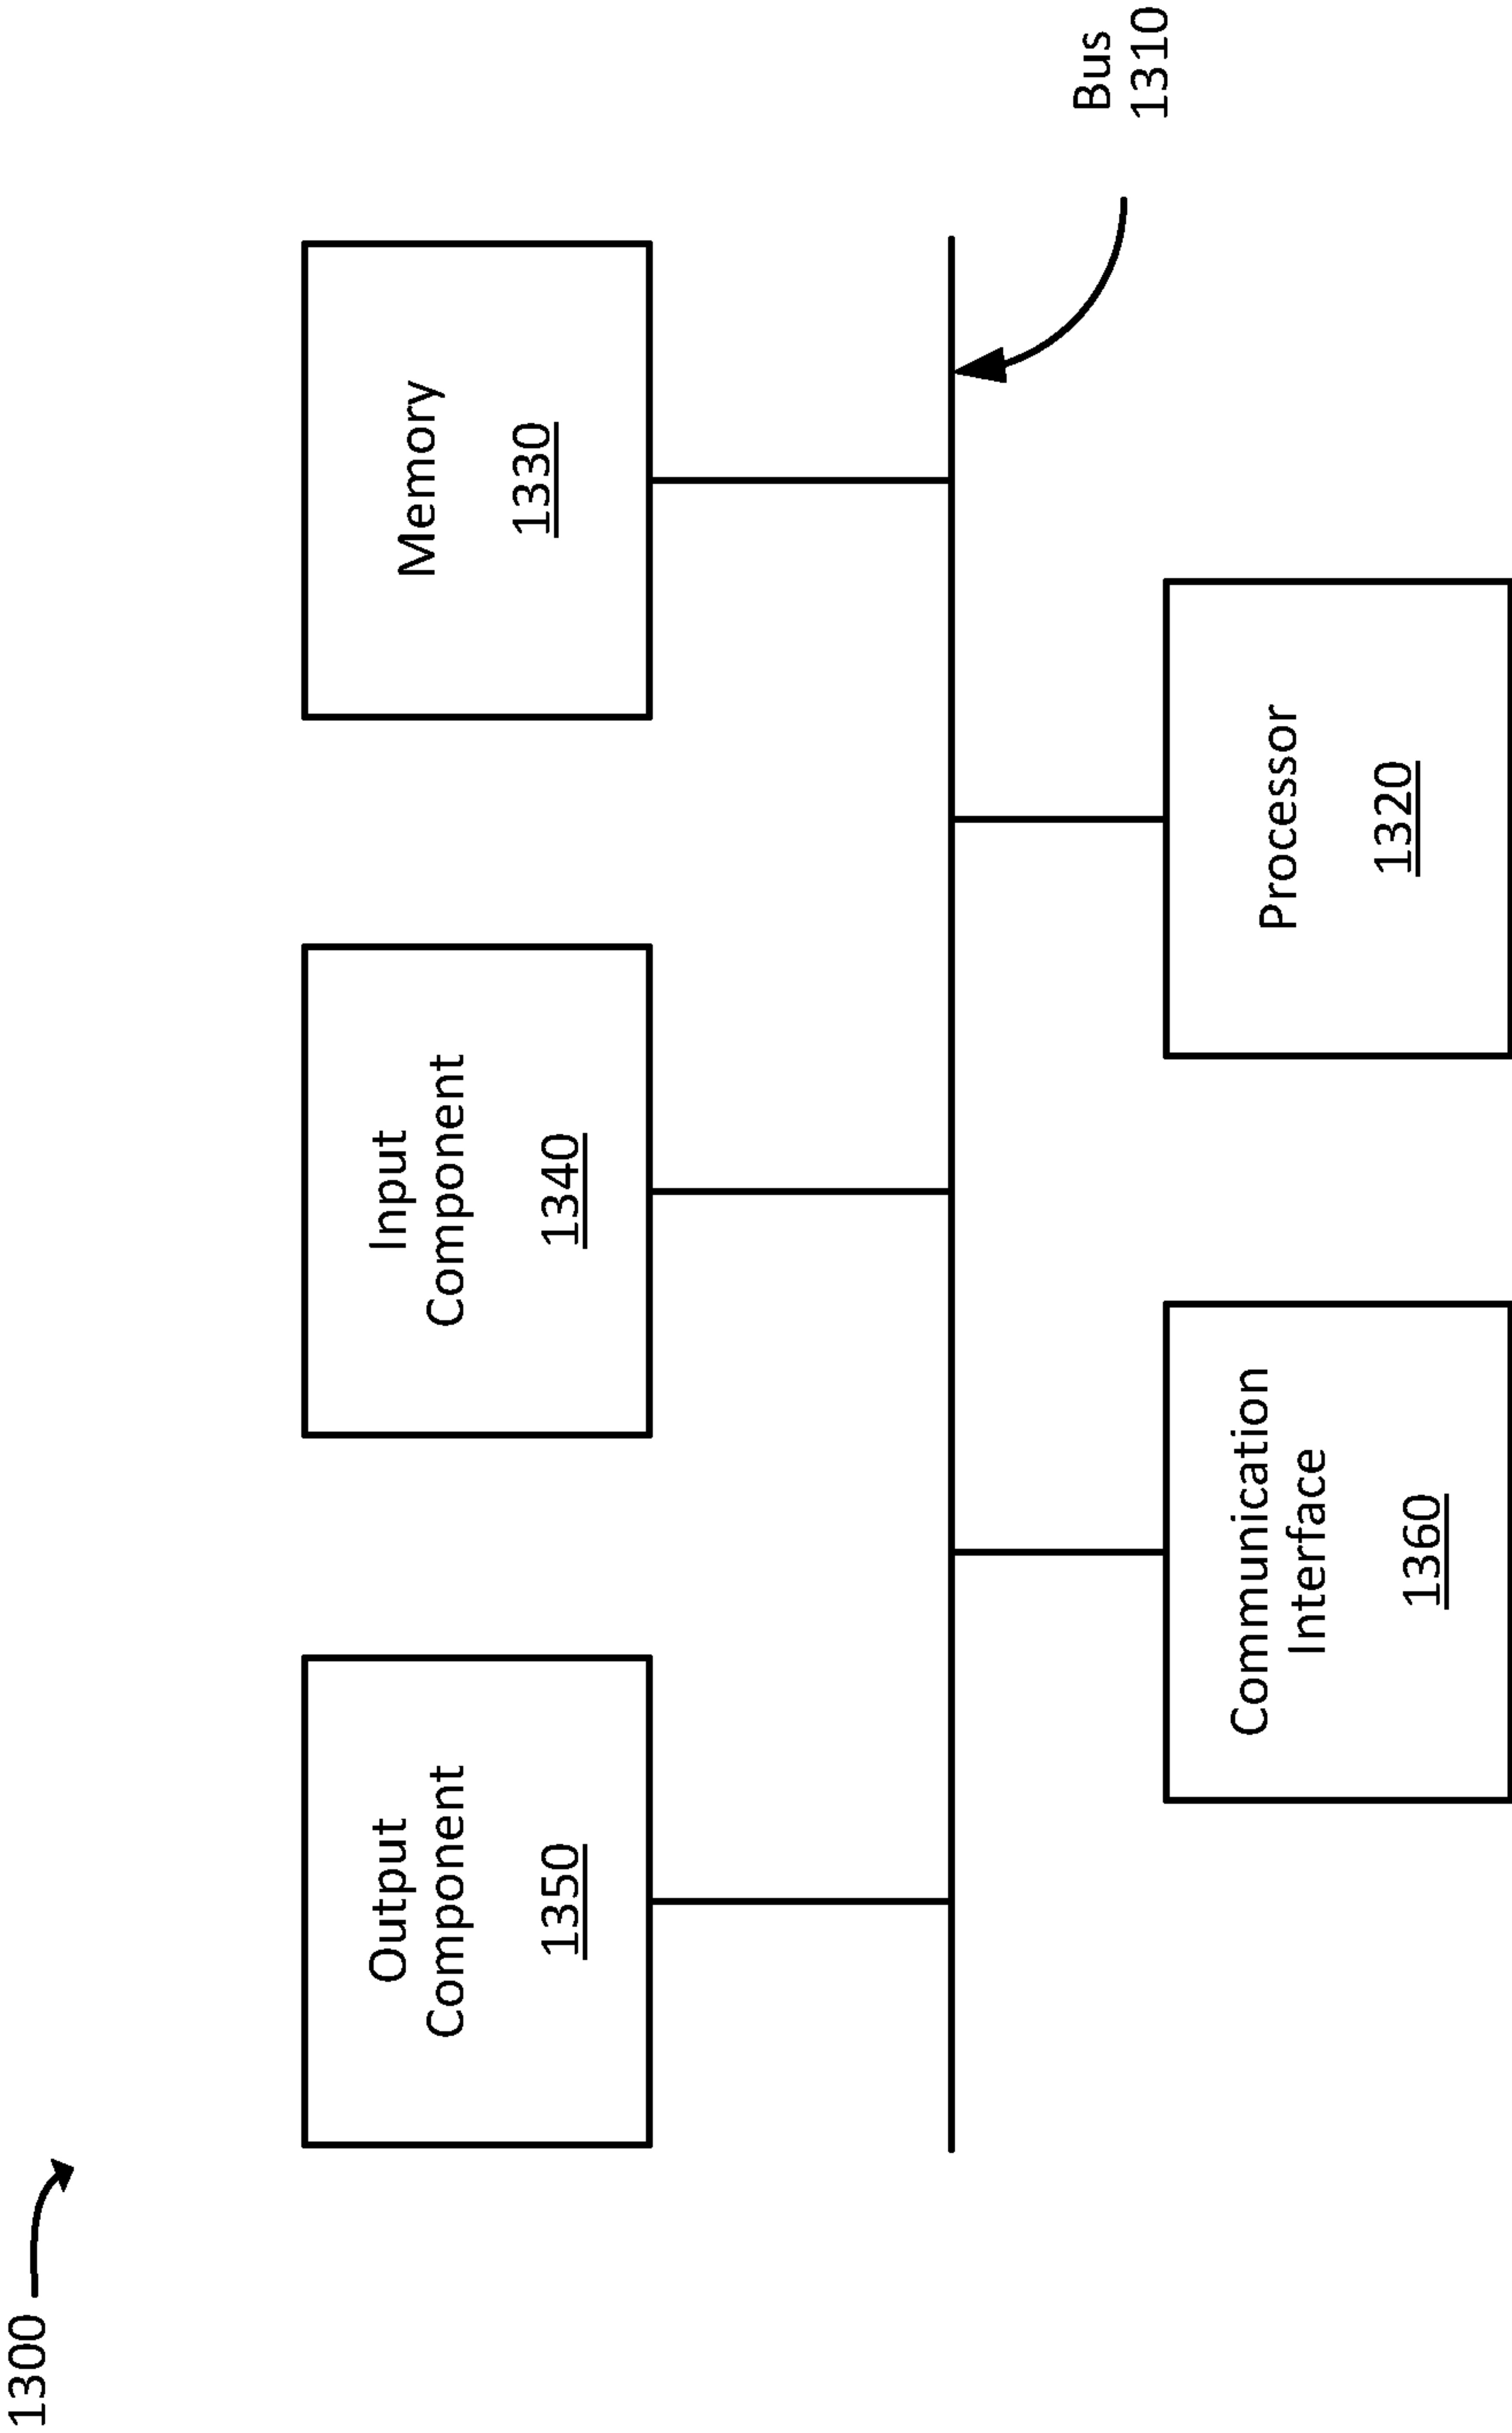 1300
Output
Component
1350
Input
Component
1340
Memory
1330
Bus
1310
Communication
Interface
1360
Processor
1320